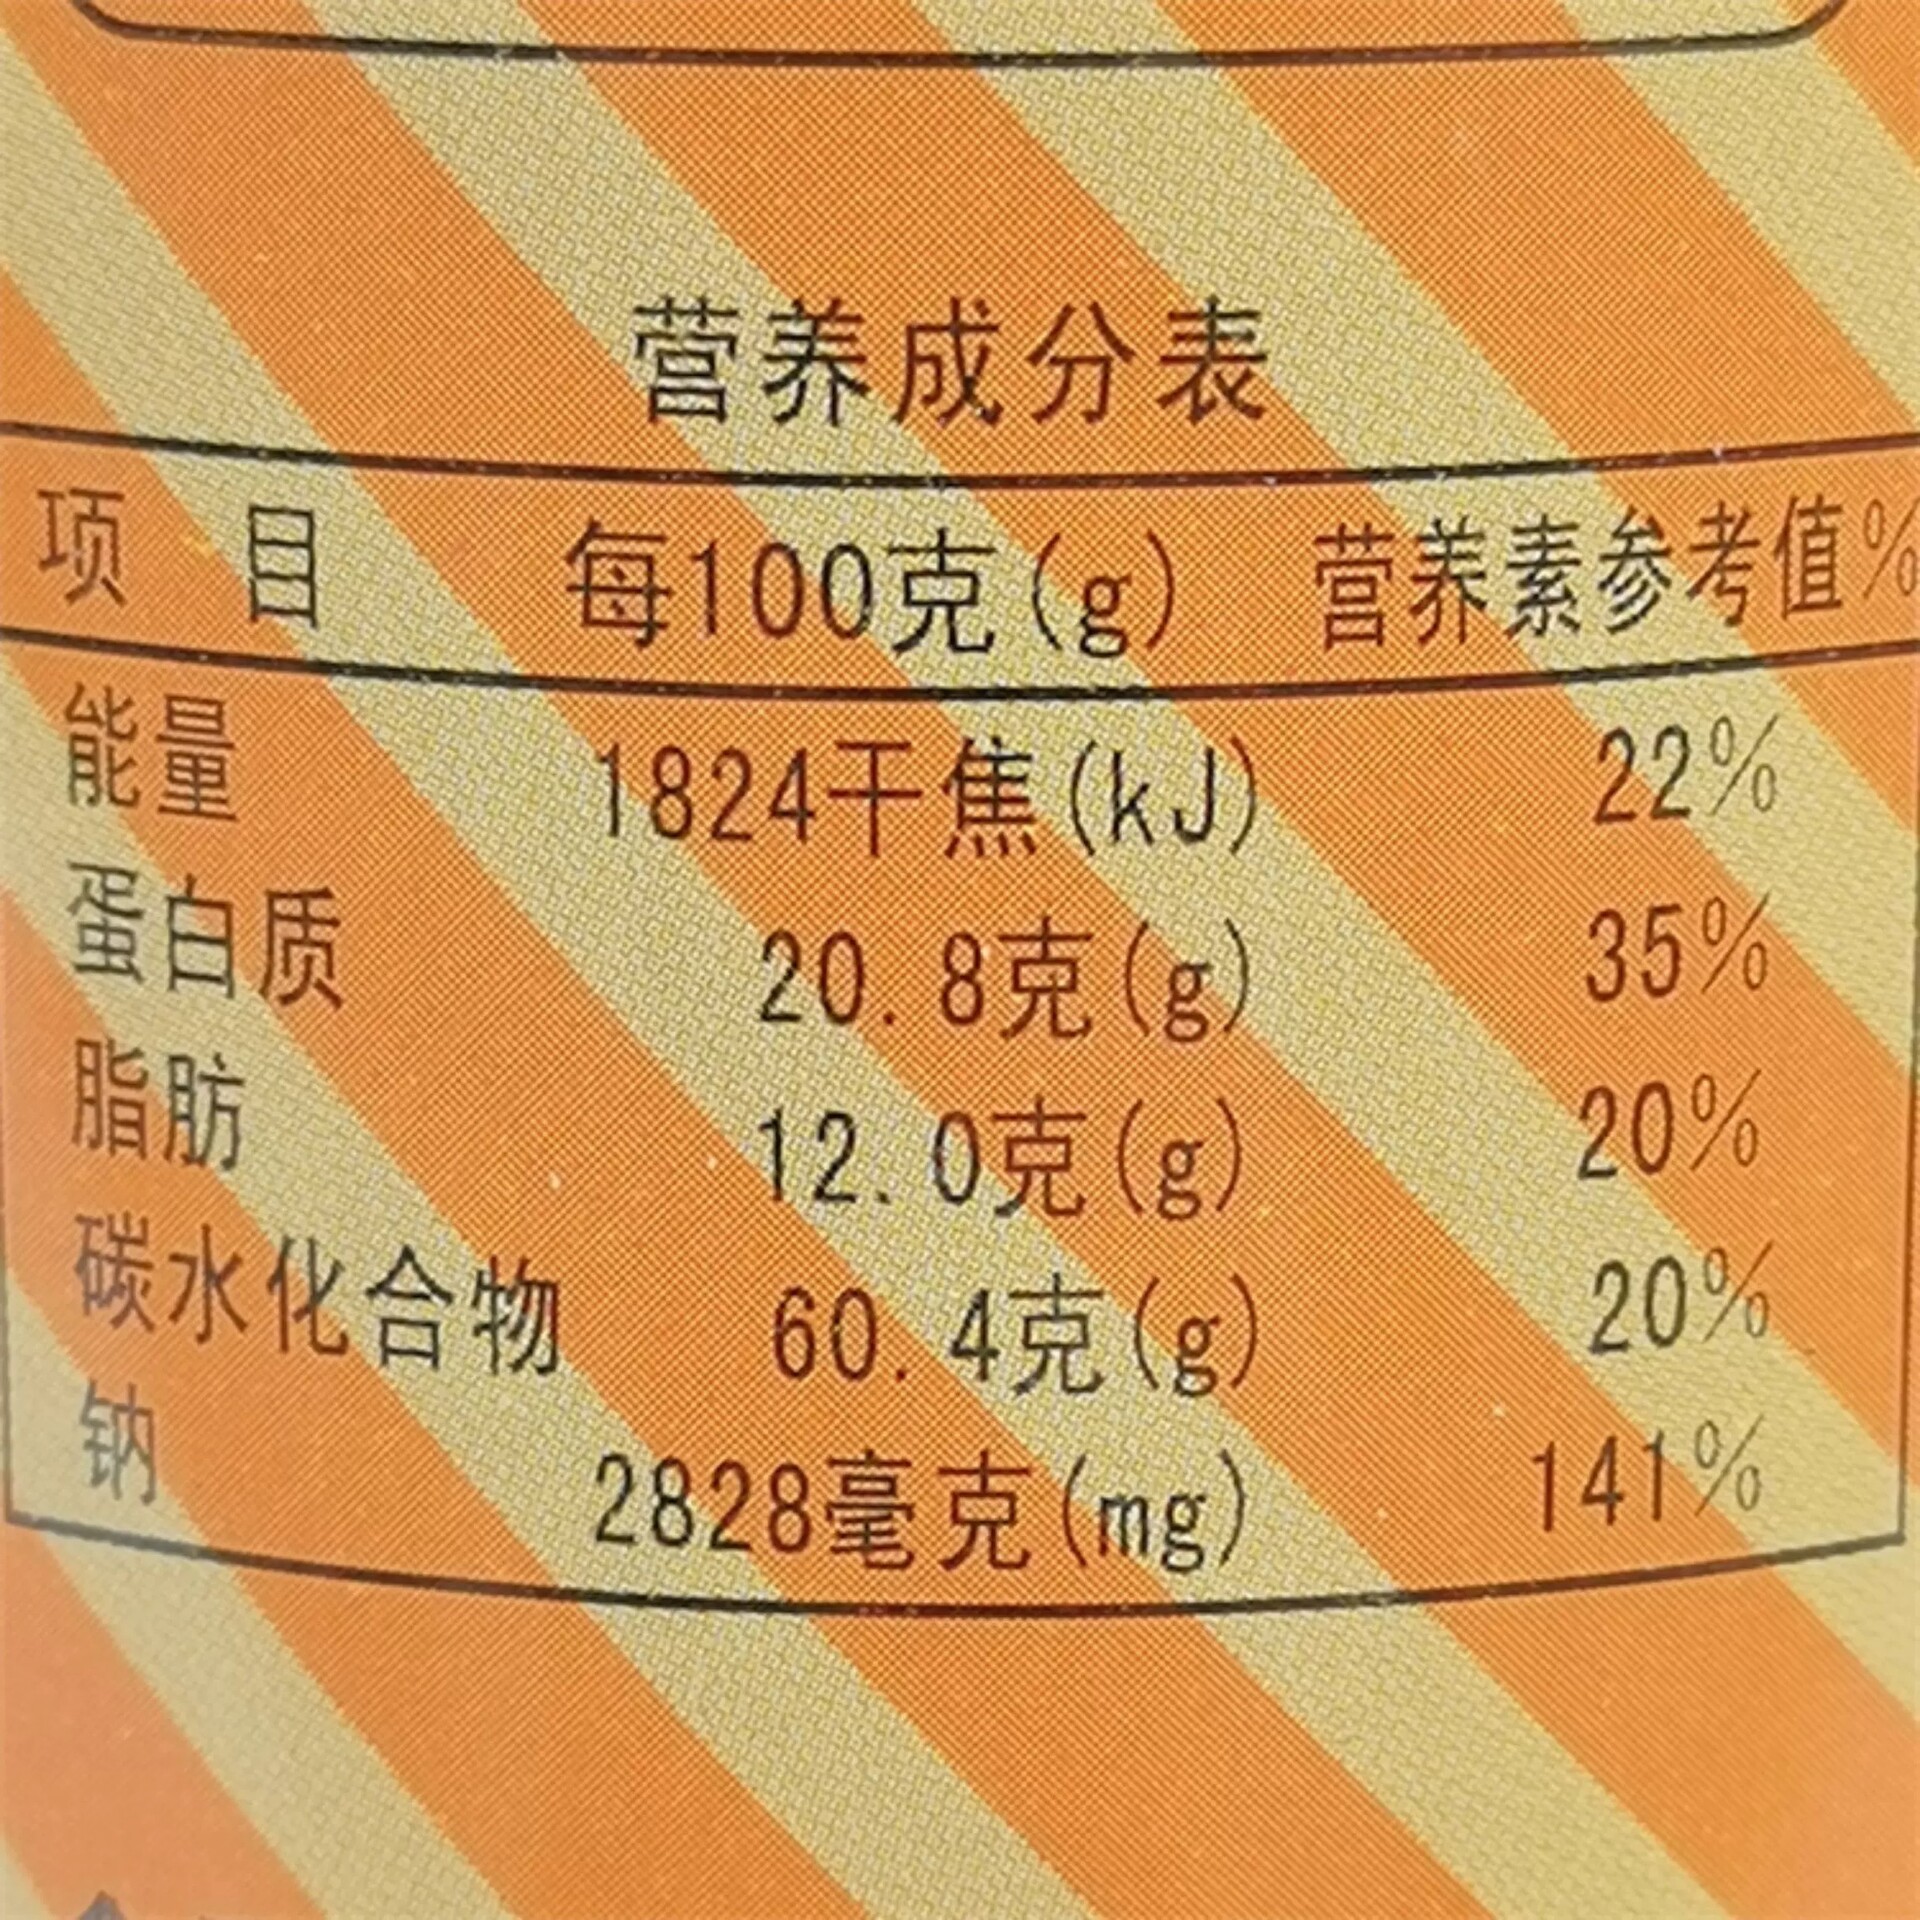 营养成分表
项 目 每100克(g) 营养素参考值%
能量 1824千焦(kJ) 22%
蛋白质 20.8克(g) 35%
脂肪 12.0克(g) 20%
碳水化合物 60.4克(g) 20%
钠 2828毫克(mg) 141%